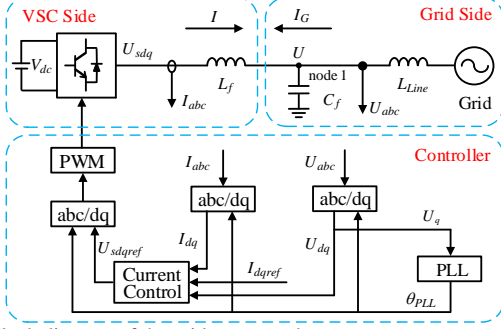 VSC Side
I
I_G
Grid Side
V_dc
U_sdq
U
node 1
L_f
L_Line
I_abc
C_f
U_abc
Grid
PWM
I_abc
U_abc
Controller
abc/dq
abc/dq
abc/dq
U_sdqref
I_dq
U_dq
U_q
Current
Control
I_dqref
PLL
θ_PLL